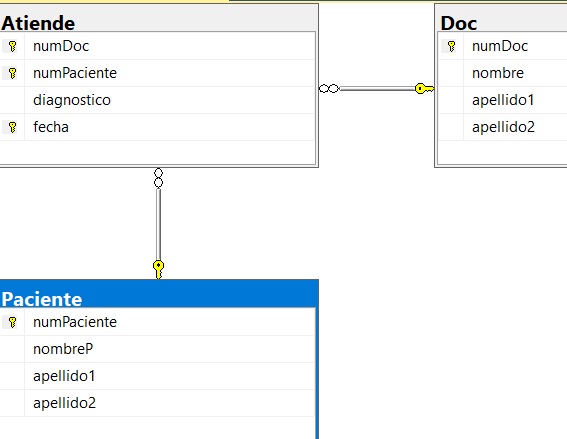 Atiende
numDoc
numPaciente
diagnostico
fecha
Doc
numDoc
nombre
apellido1
apellido2
Paciente
numPaciente
nombreP
apellido1
apellido2